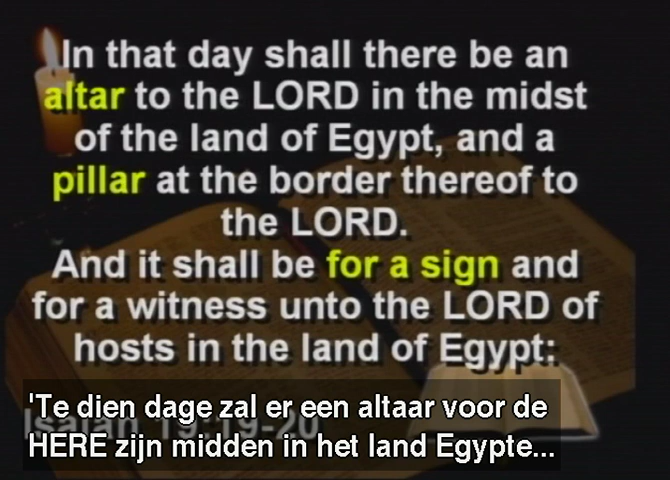 In that day shall there be an
altar to the LORD in the midst
of the land of Egypt, and a
pillar at the border thereof to
the LORD.
And it shall be for a sign and
for a witness unto the LORD of
hosts in the land of Egypt:
Isaiah 19:19-20
'Te dien dage zal er een altaar voor de
HERE zijn midden in het land Egypte...